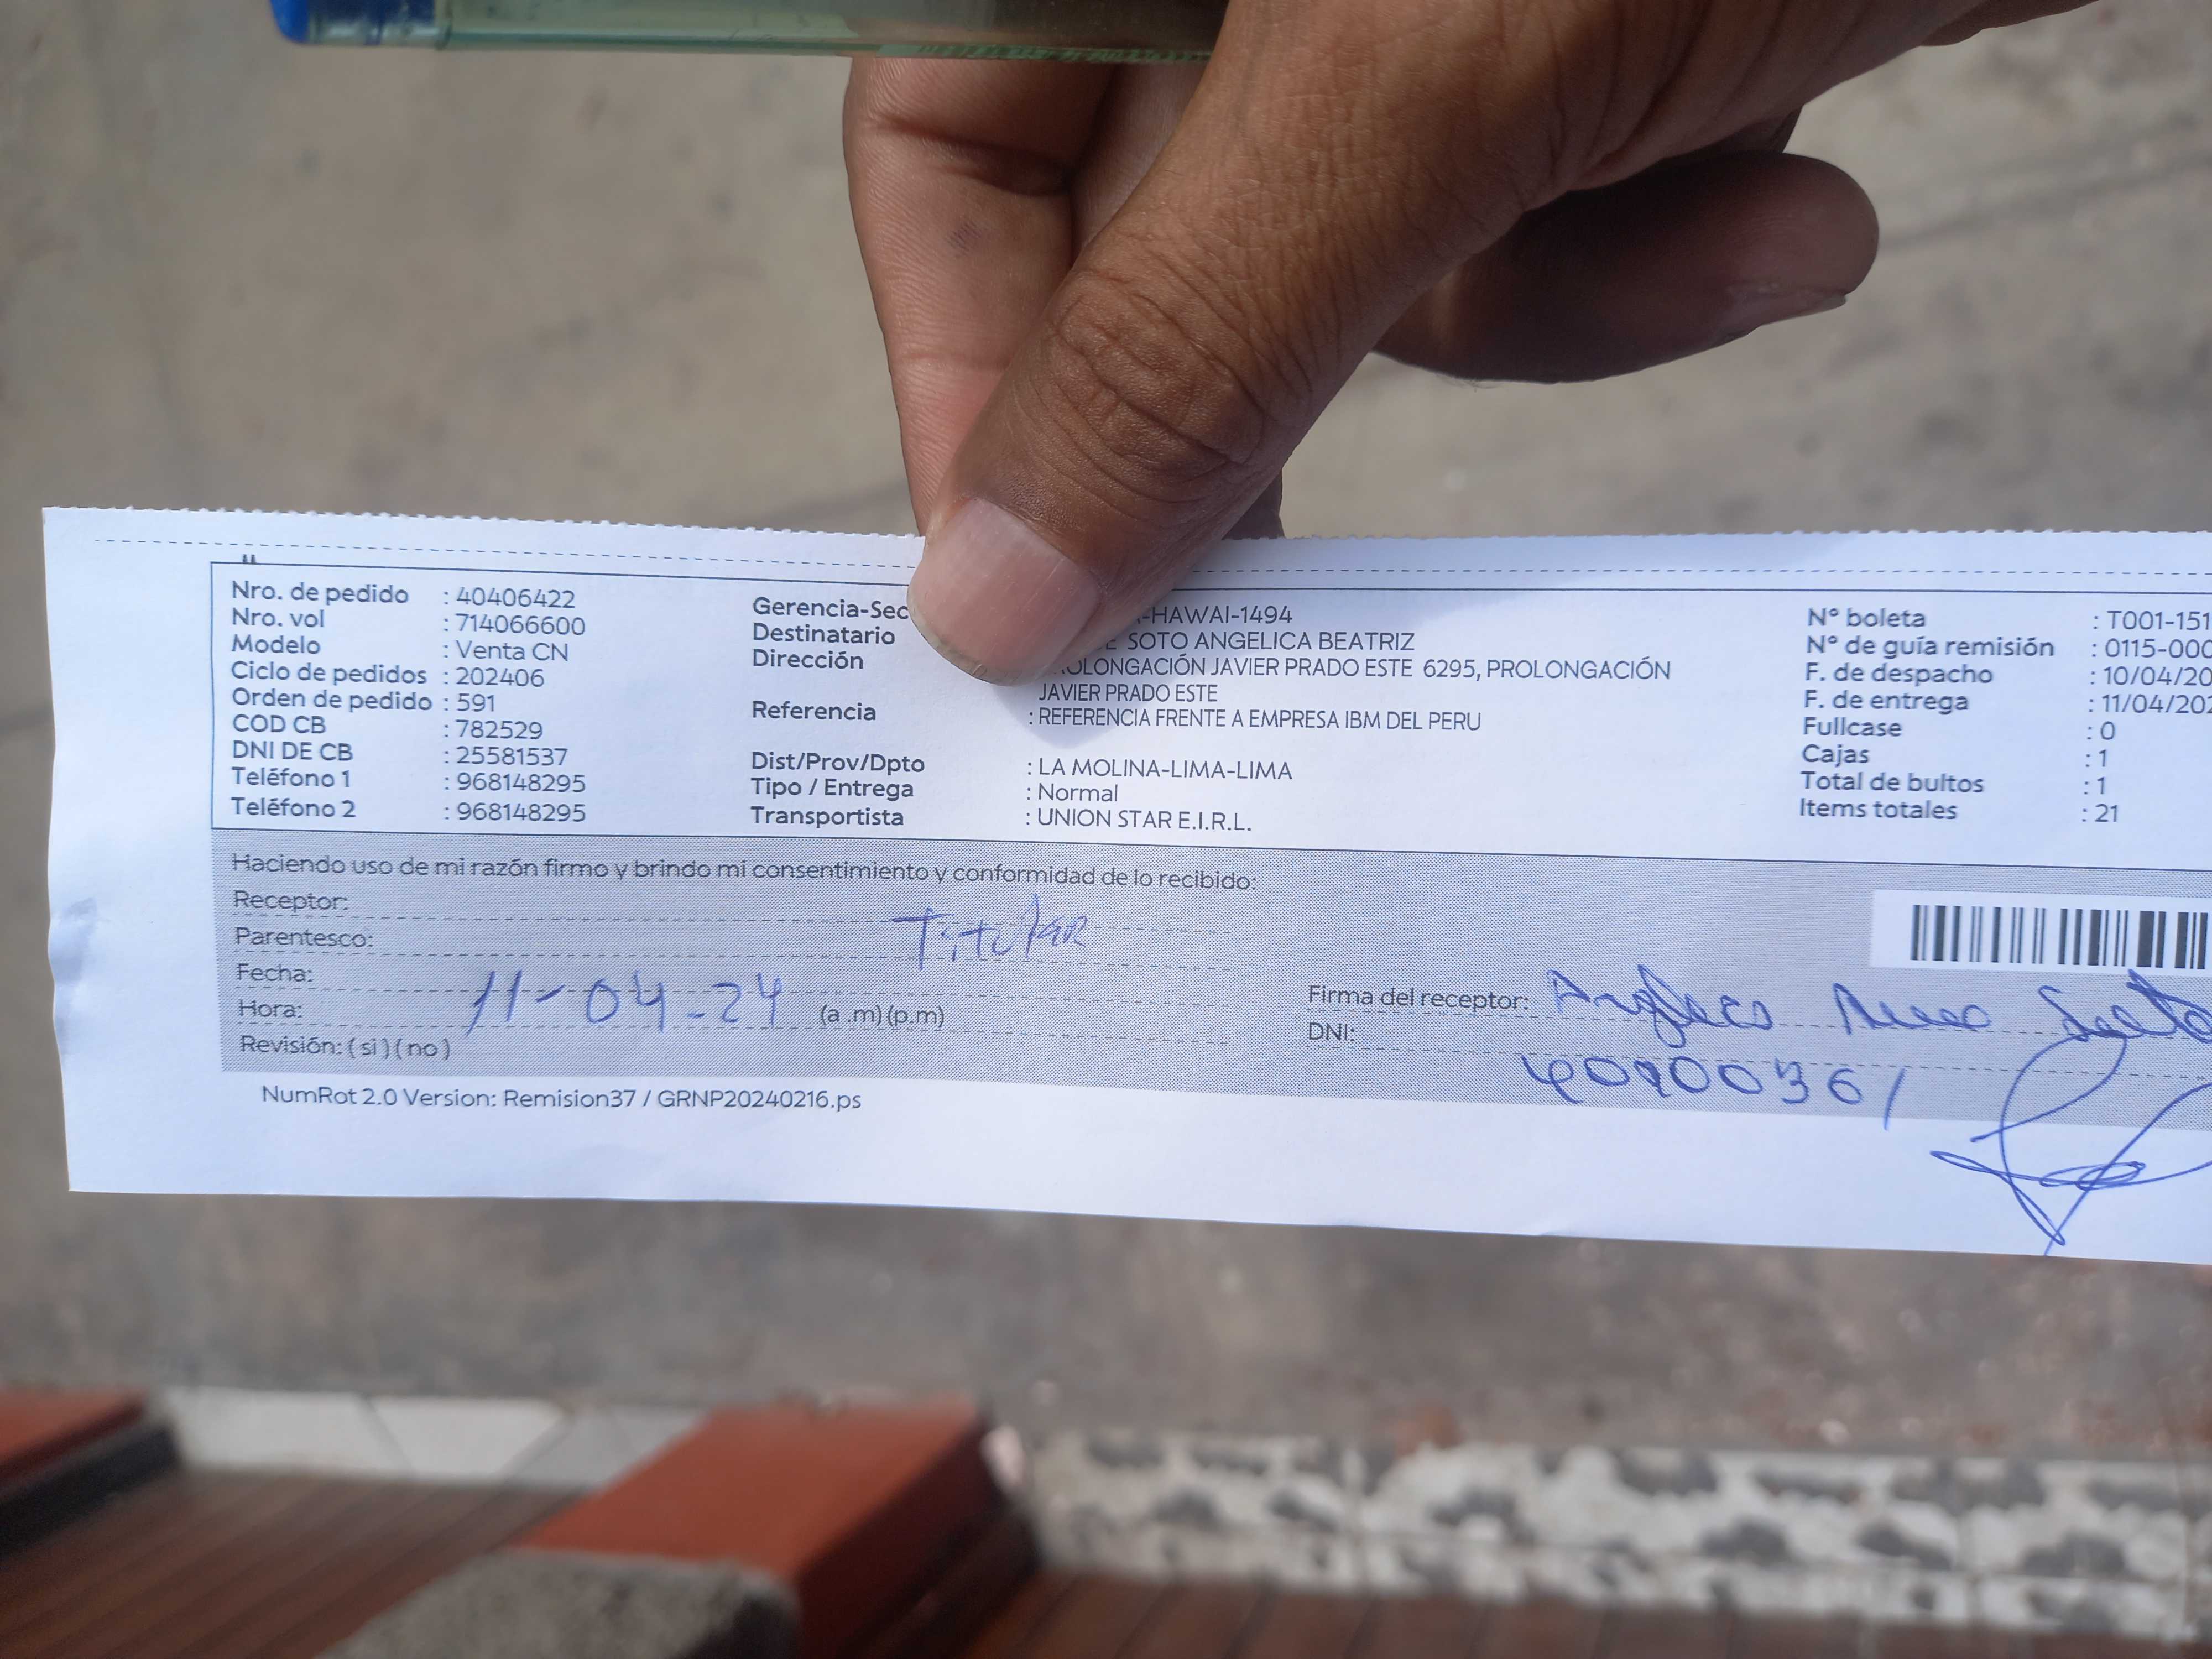 Nro. de pedido : 40406422
Nro. vol : 714066600
Modelo : Venta CN
Ciclo de pedidos : 202406
Orden de pedido : 591
COD CB : 782529
DNI DE CB : 25581537
Teléfono 1 : 968148295
Teléfono 2 : 968148295
Gerencia-Sec -HAWAI-1494
Destinatario SOTO ANGELICA BEATRIZ
Dirección OLONGACIÓN JAVIER PRADO ESTE 6295, PROLONGACIÓN
JAVIER PRADO ESTE
Referencia : REFERENCIA FRENTE A EMPRESA IBM DEL PERU
Dist/Prov/Dpto : LA MOLINA-LIMA-LIMA
Tipo / Entrega : Normal
Transportista : UNION STAR E.I.R.L.
N° boleta : T001-151
N° de guía remisión : 0115-000
F. de despacho : 10/04/20
F. de entrega : 11/04/202
Fullcase : 0
Cajas : 1
Total de bultos : 1
Items totales : 21
Haciendo uso de mi razón firmo y brindo mi consentimiento y conformidad de lo recibido:
Receptor:
Parentesco: Titular
Fecha:
Hora: 11-04-24 (a .m) (p.m)
Revisión: ( si ) ( no )
Firma del receptor: Soto
DNI:
NumRot 2.0 Version: Remision37 / GRNP20240216.ps